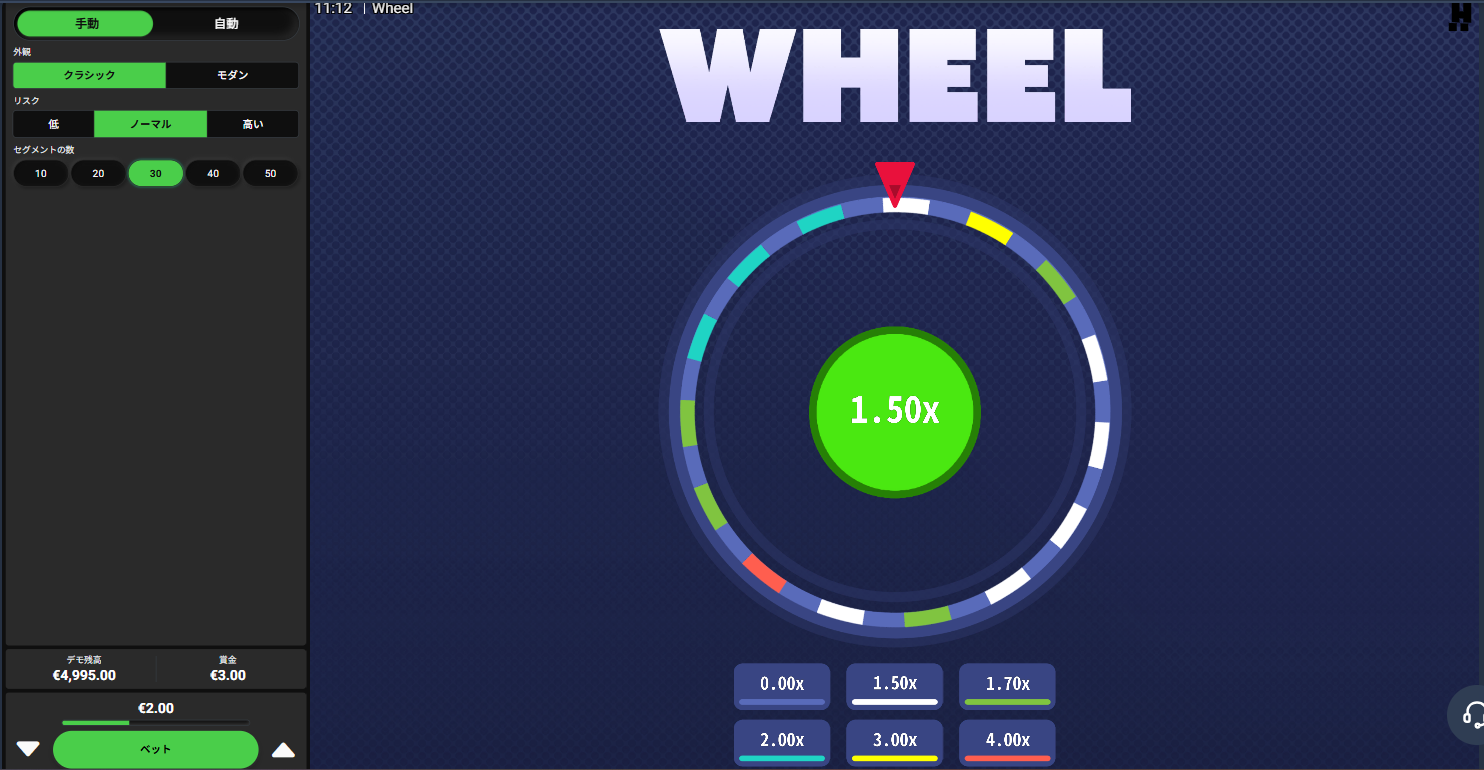 手動 自動
11:12 | Wheel
WHEEL
外観
クラシック モダン
リスク
低 ノーマル 高い
セグメントの数
10 20 30 40 50
1.50x
0.00x 1.50x 1.70x
2.00x 3.00x 4.00x
デモ残高 賞金
€4,995.00 €3.00
€2.00
ベット